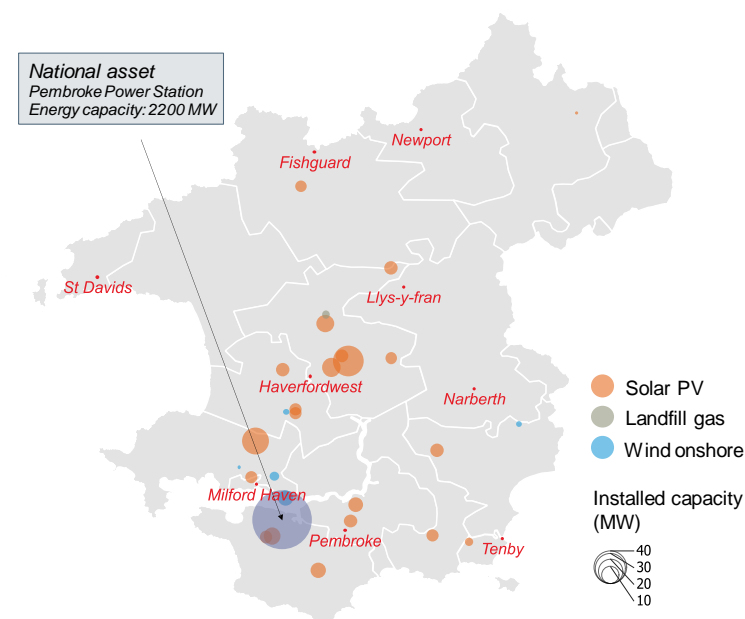 National asset
Pembroke Power Station
Energy capacity: 2200 MW
Newport
Fishguard
St Davids
Llys-y-fran
Haverfordwest
Narberth
Milford Haven
Pembroke
Tenby
Solar PV
Landfill gas
Wind onshore
Installed capacity
(MW)
40
30
20
10